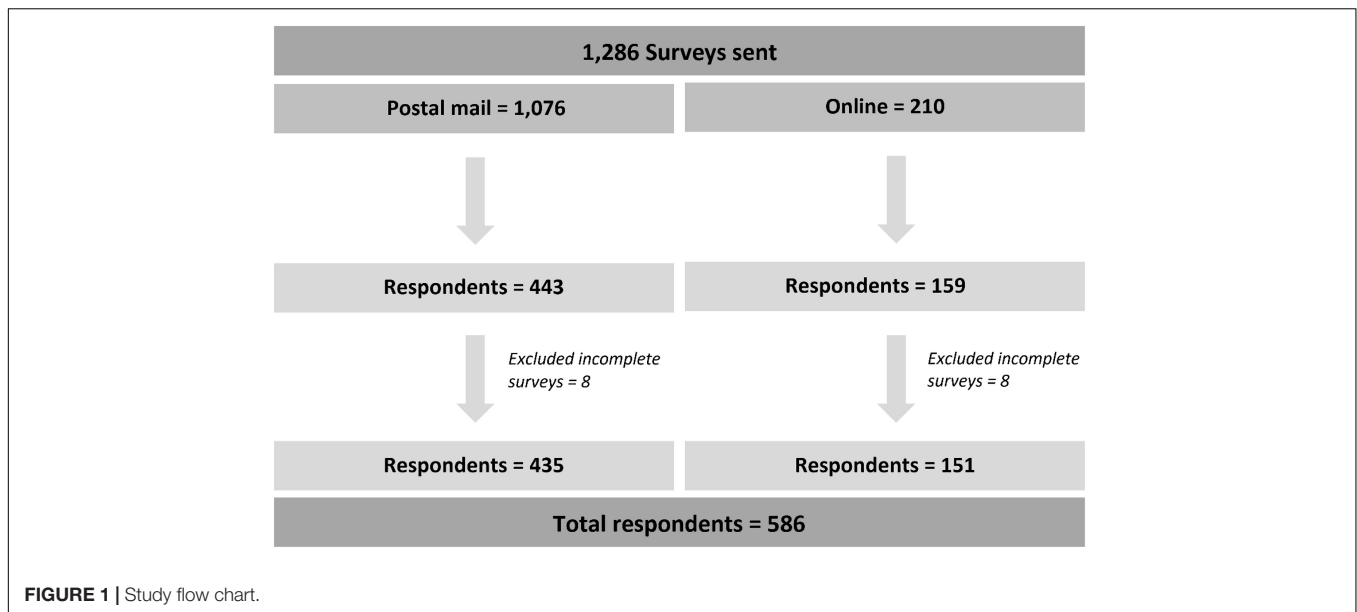 1,286 Surveys sent
Postal mail = 1,076
Online = 210
Respondents = 443
Respondents = 159
Excluded incomplete
surveys = 8
Excluded incomplete
surveys = 8
Respondents = 435
Respondents = 151
Total respondents = 586
FIGURE 1 | Study flow chart.